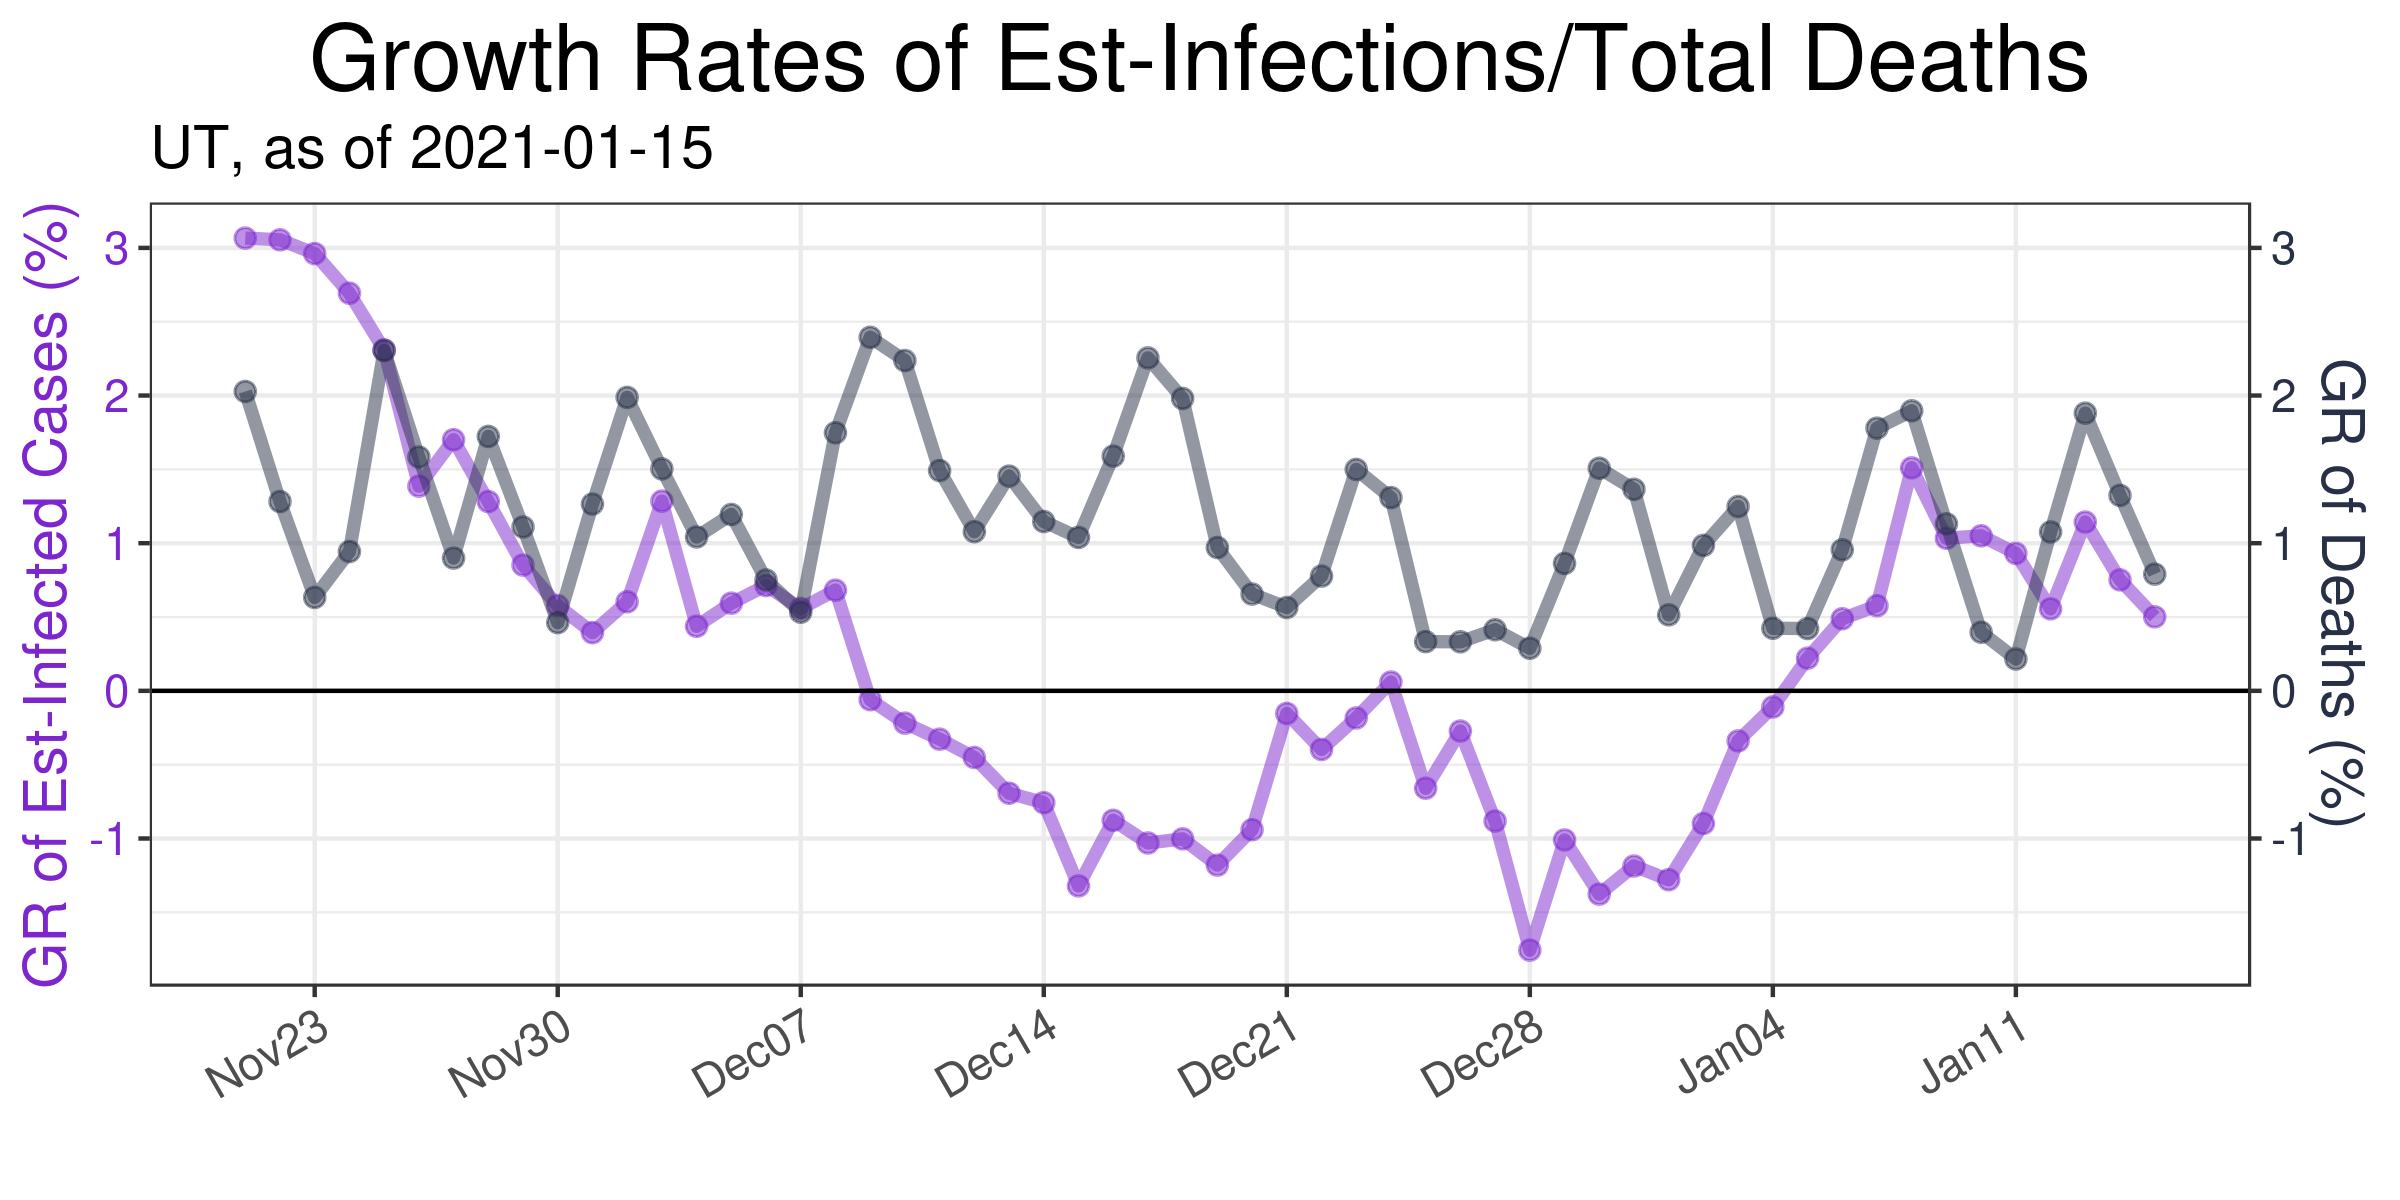 Growth Rates of Est-Infections/Total Deaths
UT, as of 2021-01-15
GR of Est-Infected Cases (%)
3
2
1
0
-1
3
2
1
0
-1
GR of Deaths (%)
Nov23
Nov30
Dec07
Dec14
Dec21
Dec28
Jan04
Jan11